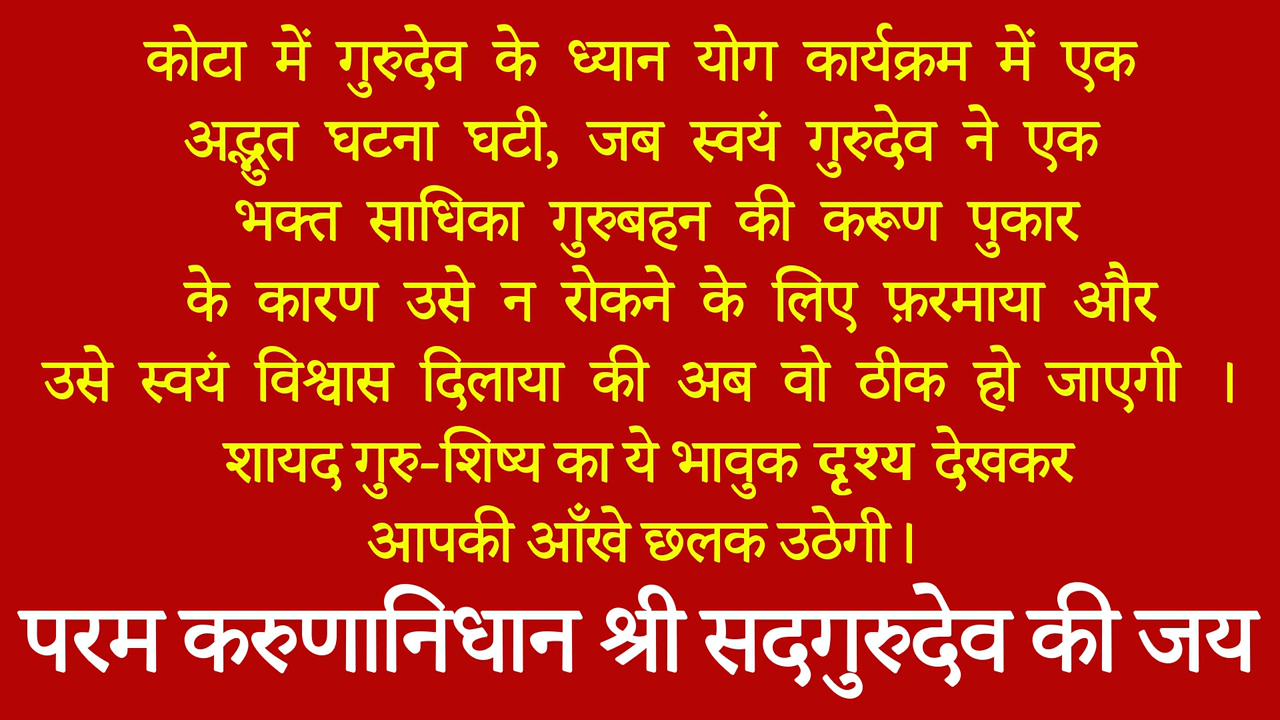 कोटा में गुरुदेव के ध्यान योग कार्यक्रम में एक
अद्भुत घटना घटी, जब स्वयं गुरुदेव ने एक
भक्त साधिका गुरुबहन की करूण पुकार
के कारण उसे न रोकने के लिए फ़रमाया और
उसे स्वयं विश्वास दिलाया की अब वो ठीक हो जाएगी ।
शायद गुरु-शिष्य का ये भावुक दृश्य देखकर
आपकी आँखे छलक उठेगी।
परम करुणानिधान श्री सदगुरुदेव की जय